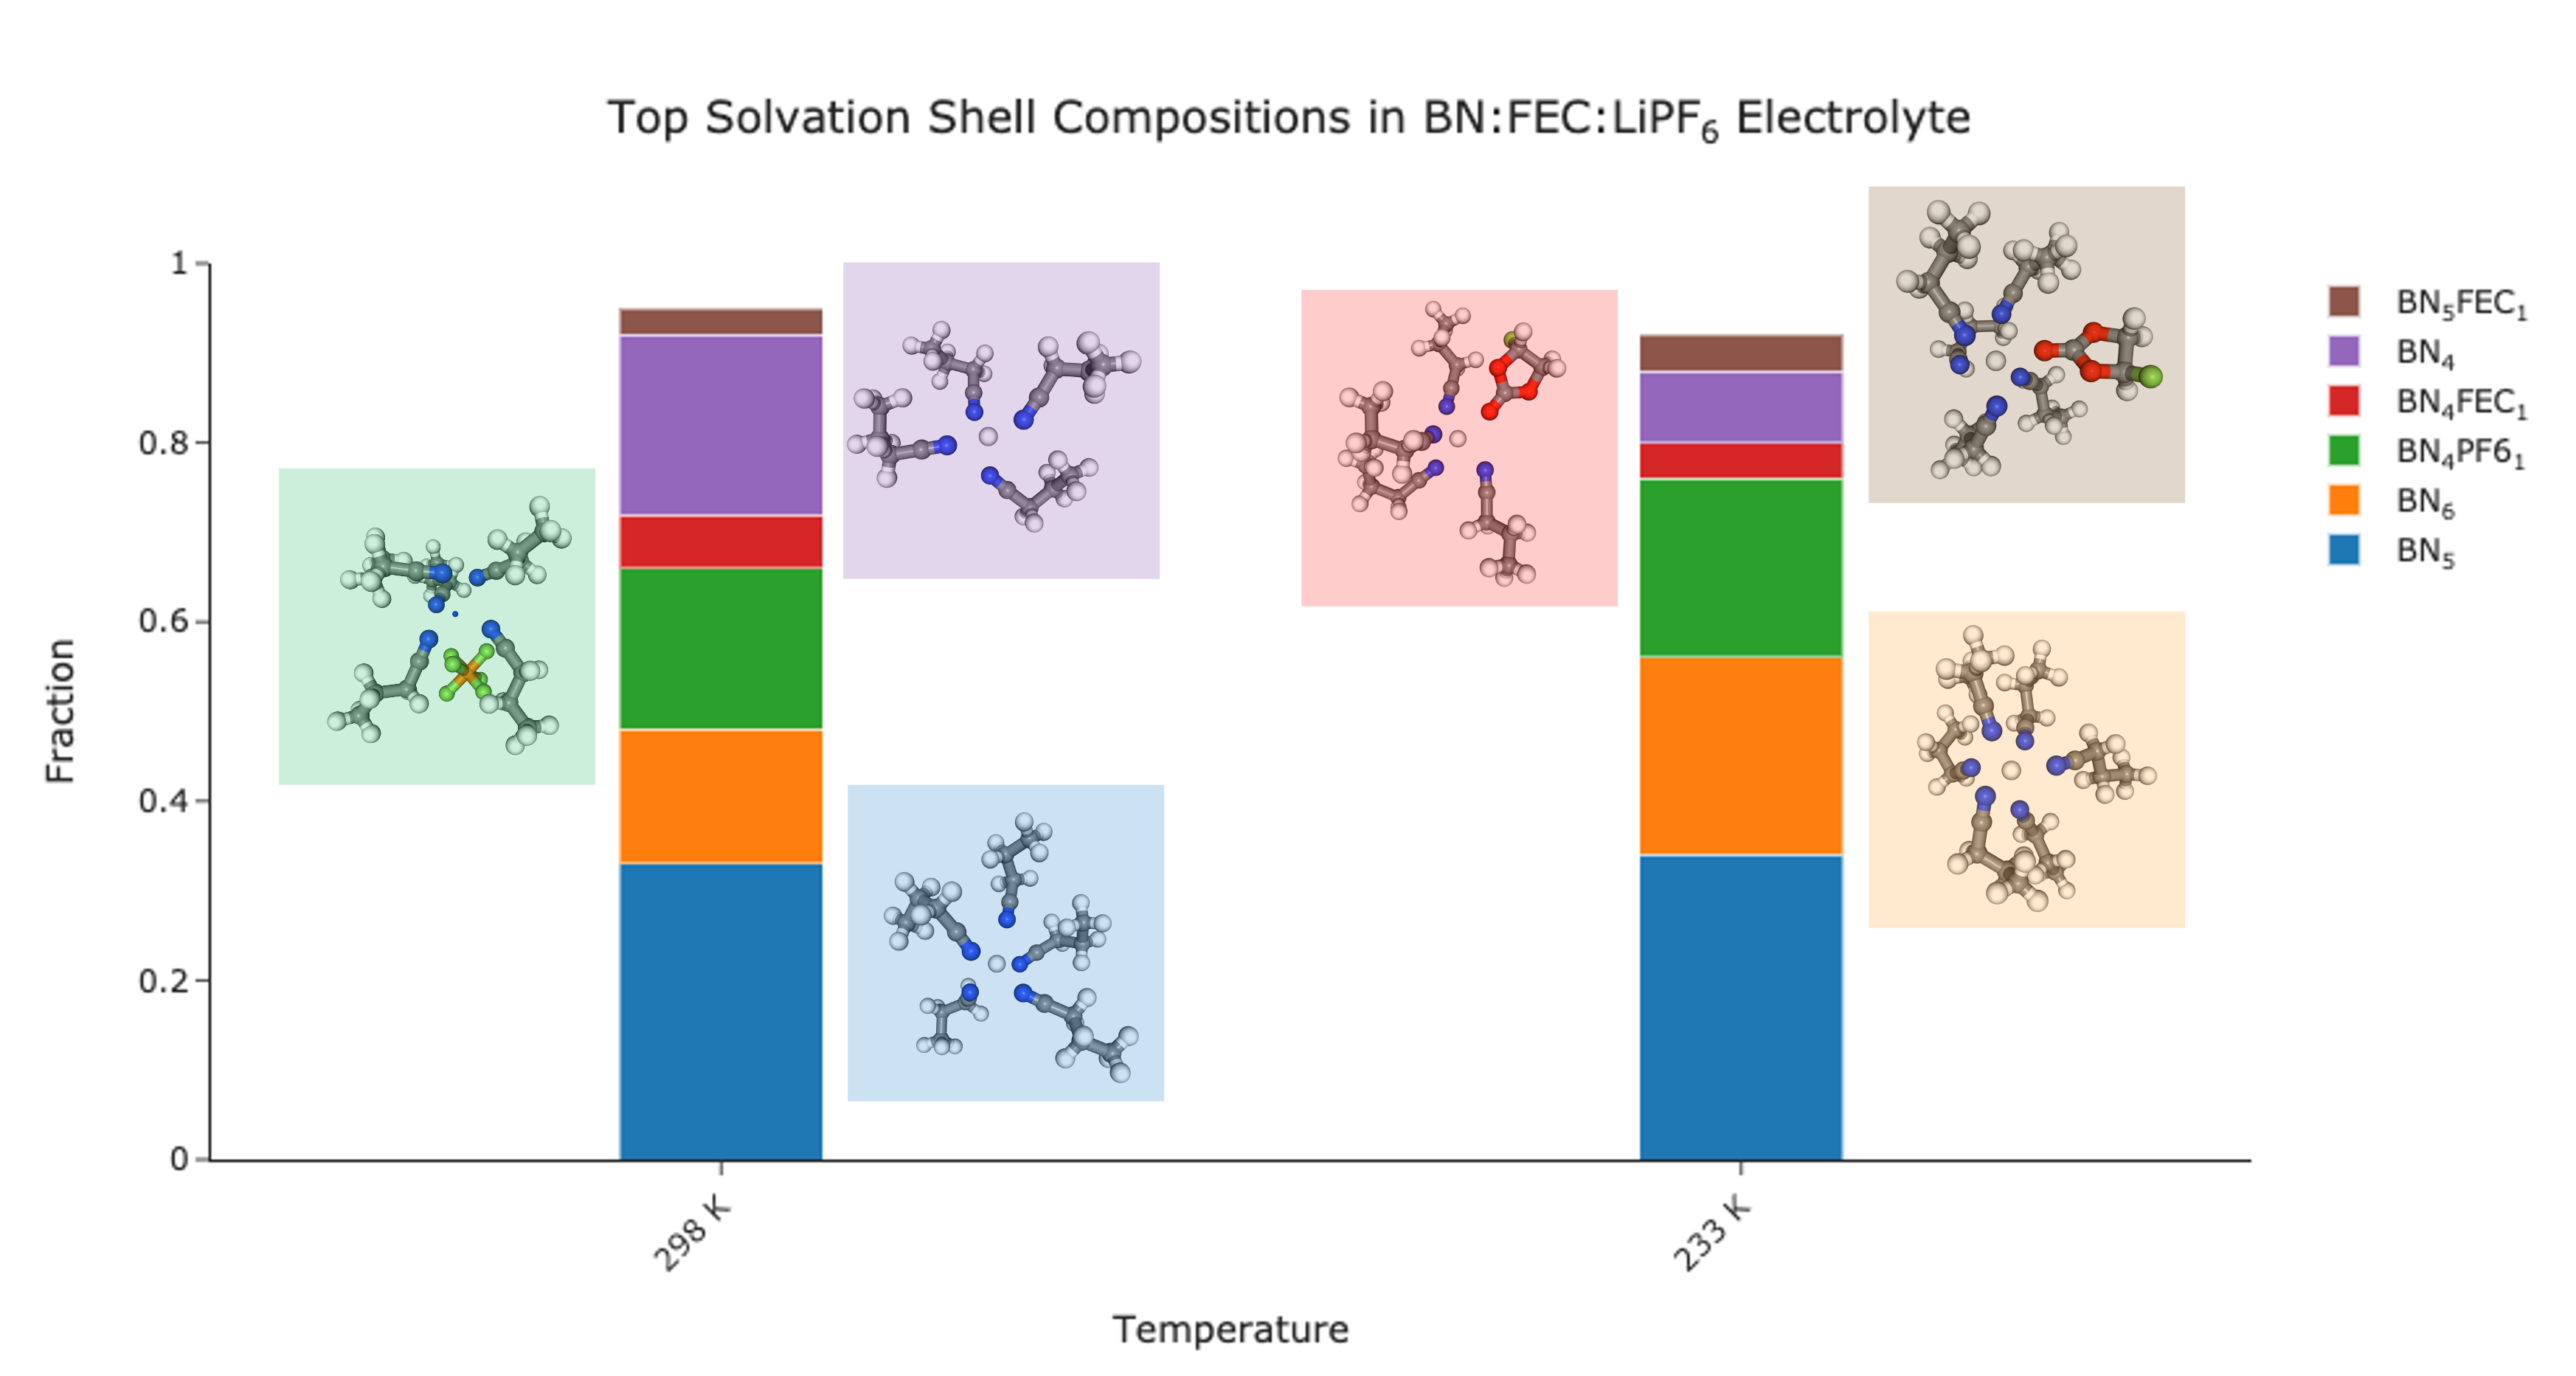 Top Solvation Shell Compositions in BN:FEC:LiPF₆ Electrolyte
1
0.8
0.6
0.4
0.2
0
Fraction
298 K
233 K
Temperature
BN₅FEC₁
BN₄
BN₄FEC₁
BN₄PF6₁
BN₆
BN₅